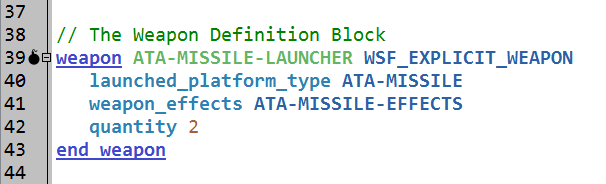 37
38 // The Weapon Definition Block
39 weapon ATA-MISSILE-LAUNCHER WSF_EXPLICIT_WEAPON
40 launched_platform_type ATA-MISSILE
41 weapon_effects ATA-MISSILE-EFFECTS
42 quantity 2
43 end_weapon
44